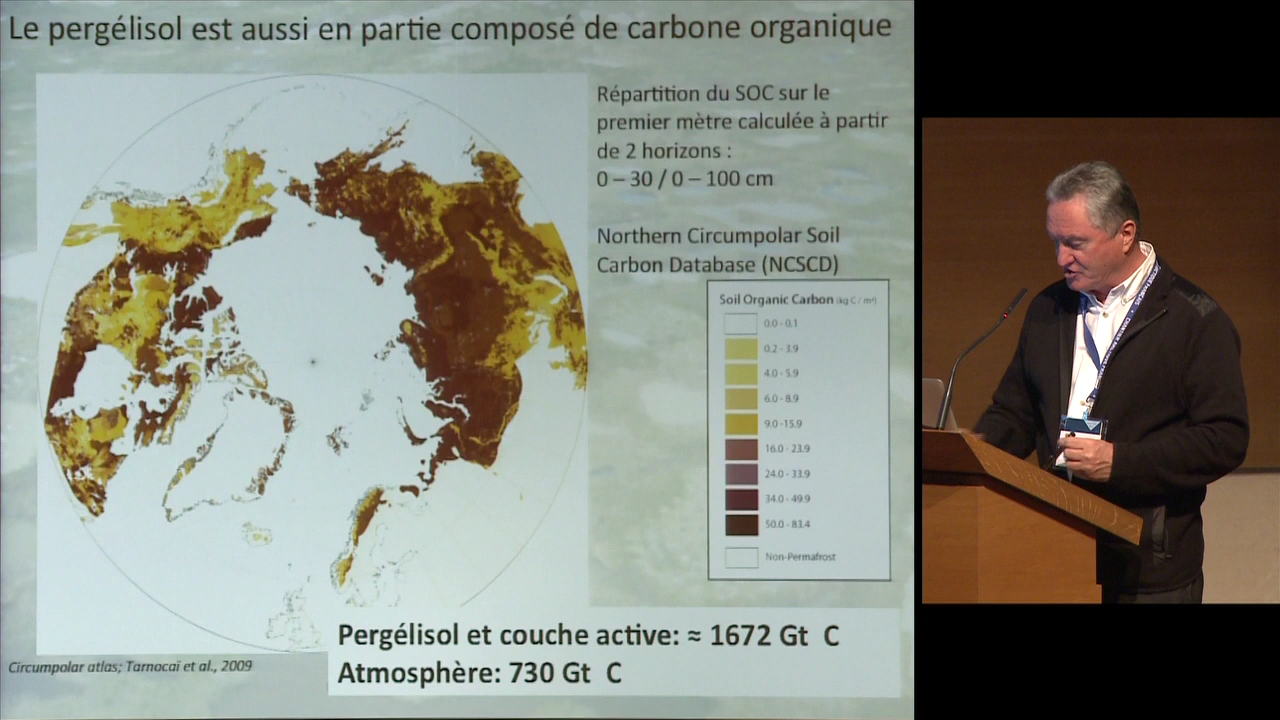 Le pergélisol est aussi en partie composé de carbone organique
Répartition du SOC sur le
premier mètre calculée à partir
de 2 horizons :
0 – 30 / 0 – 100 cm
Northern Circumpolar Soil
Carbon Database (NCSCD)
Soil Organic Carbon (kg C / m²)
0.0 - 0.1
0.2 - 3.9
4.0 - 5.9
6.0 - 8.9
9.0 -15.9
16.0 - 23.9
24.0 - 33.9
34.0 - 49.9
50.0 - 83.4
Non-Permafrost
Pergélisol et couche active: ≈ 1672 Gt C
Atmosphère: 730 Gt C
Circumpolar atlas; Tarnocai et al., 2009